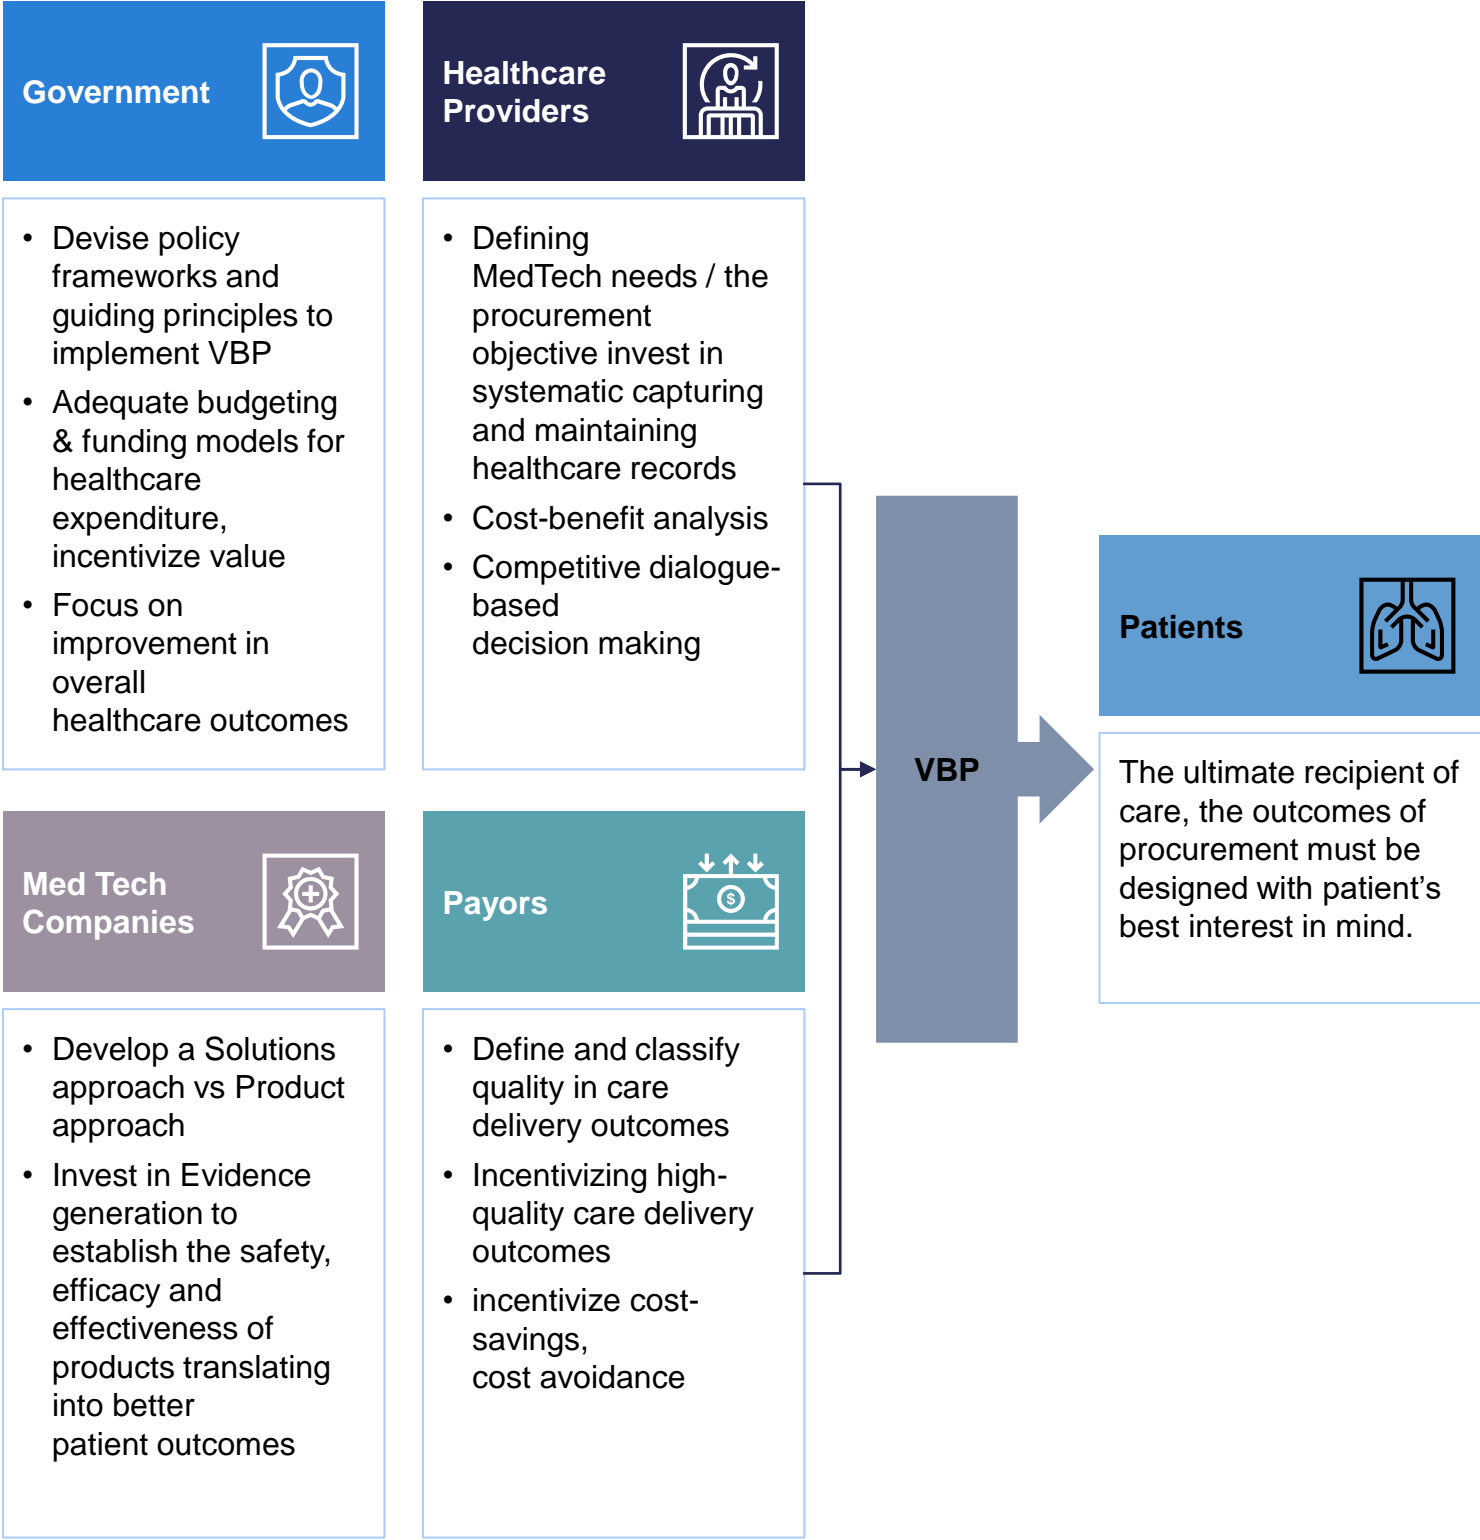 Government
• Devise policy
frameworks and
guiding principles to
implement VBP
• Adequate budgeting
& funding models for
healthcare
expenditure,
incentivize value
• Focus on
improvement in
overall
healthcare outcomes
Healthcare
Providers
• Defining
MedTech needs / the
procurement
objective invest in
systematic capturing
and maintaining
healthcare records
• Cost-benefit analysis
• Competitive dialogue-
based
decision making
Med Tech
Companies
• Develop a Solutions
approach vs Product
approach
• Invest in Evidence
generation to
establish the safety,
efficacy and
effectiveness of
products translating
into better
patient outcomes
Payors
$
• Define and classify
quality in care
delivery outcomes
• Incentivizing high-
quality care delivery
outcomes
• incentivize cost-
savings,
cost avoidance
VBP
Patients
The ultimate recipient of
care, the outcomes of
procurement must be
designed with patient’s
best interest in mind.